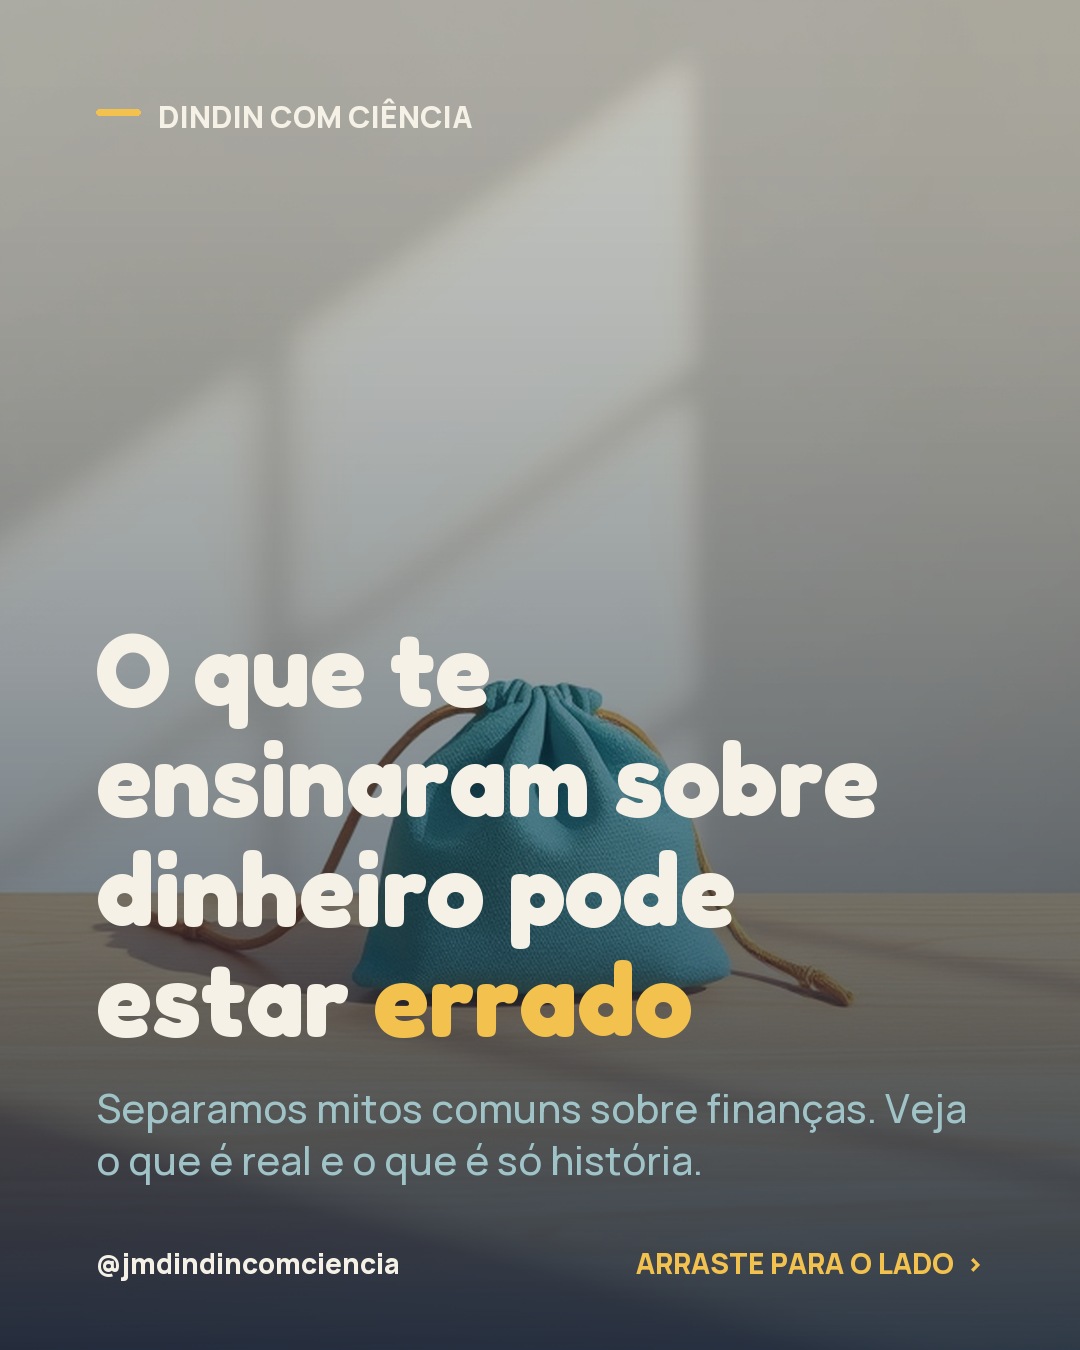 DINDIN COM CIÊNCIA
O que te
ensinaram sobre
dinheiro pode
estar errado
Separamos mitos comuns sobre finanças. Veja
o que é real e o que é só história.
@jmdindincomciencia
ARRASTE PARA O LADO ›